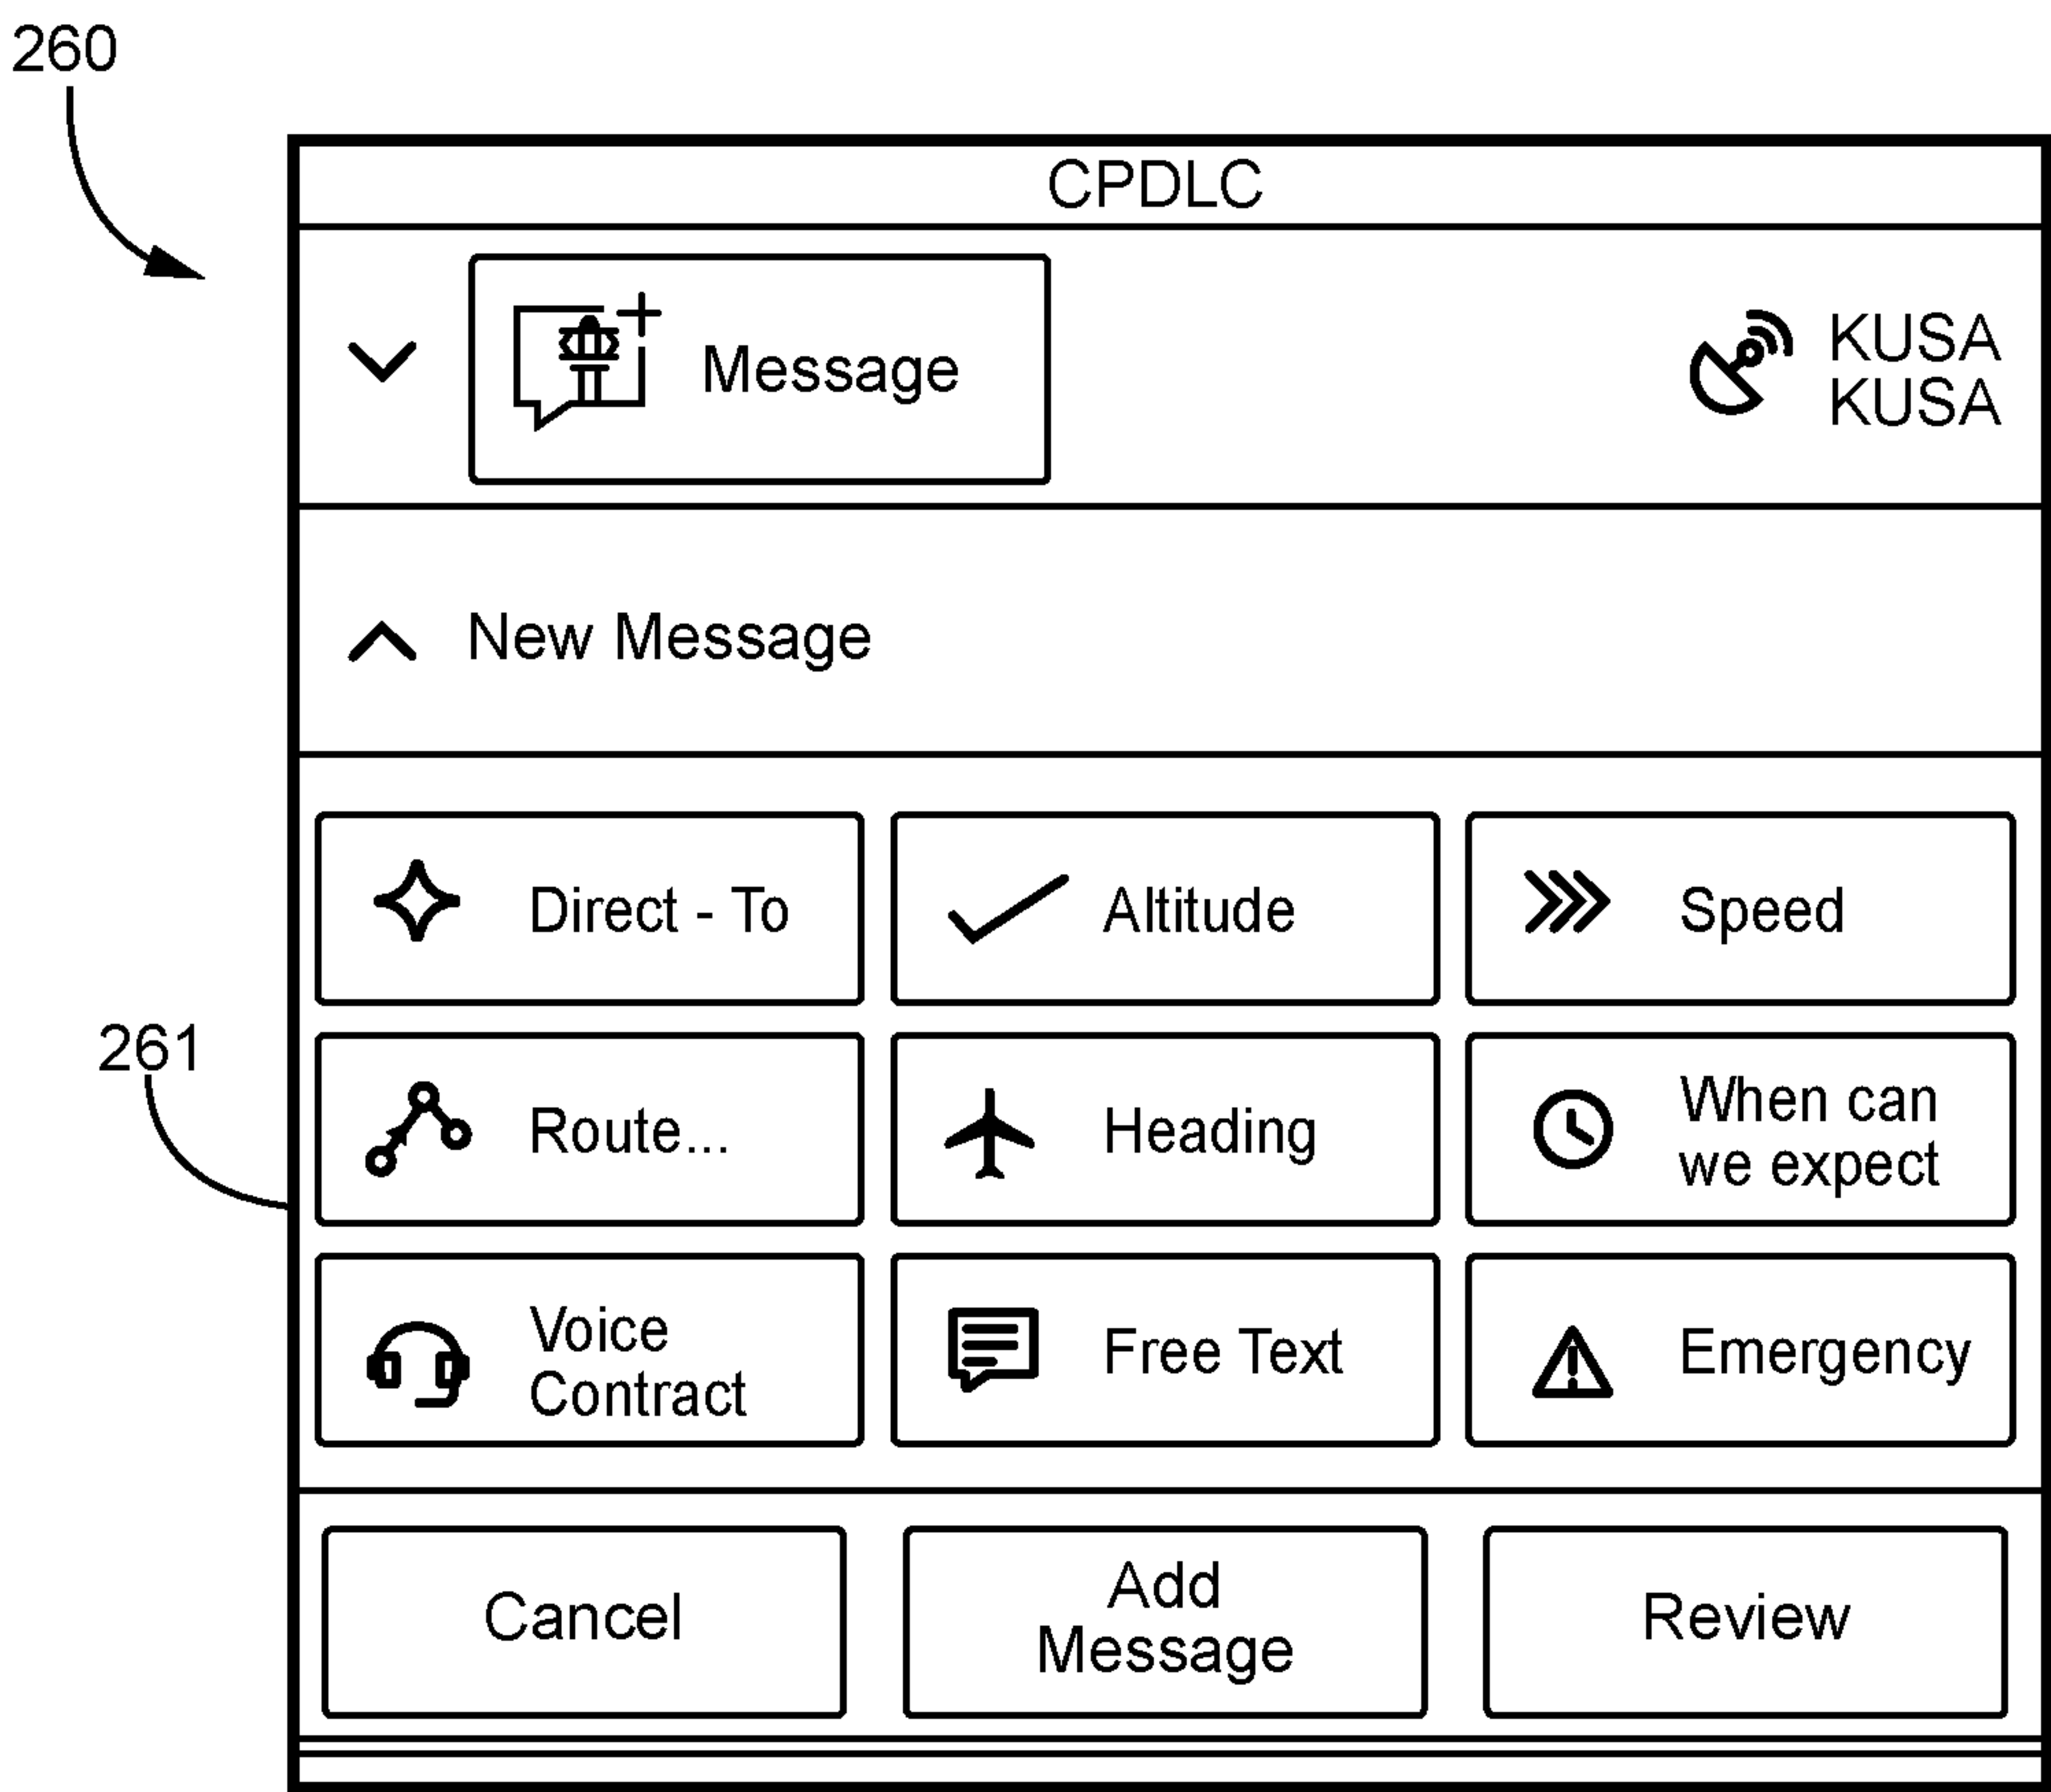 260
CPDLC
Message
KUSA
KUSA
New Message
Direct - To
Altitude
Speed
261
Route...
Heading
When can
we expect
Voice
Contract
Free Text
Emergency
Cancel
Add
Message
Review